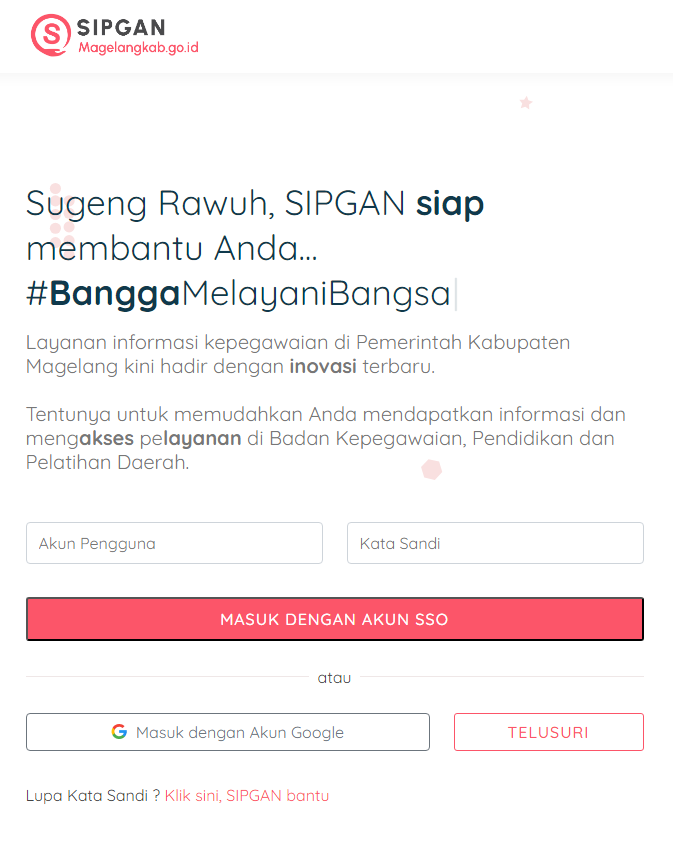 SIPGAN
Magelangkab.go.id
Sugeng Rawuh, SIPGAN siap
membantu Anda...
#BanggaMelayaniBangsa
Layanan informasi kepegawaian di Pemerintah Kabupaten
Magelang kini hadir dengan inovasi terbaru.
Tentunya untuk memudahkan Anda mendapatkan informasi dan
mengakses pelayanan di Badan Kepegawaian, Pendidikan dan
Pelatihan Daerah.
Akun Pengguna
Kata Sandi
MASUK DENGAN AKUN SSO
atau
Masuk dengan Akun Google
TELUSURI
Lupa Kata Sandi ? Klik sini, SIPGAN bantu